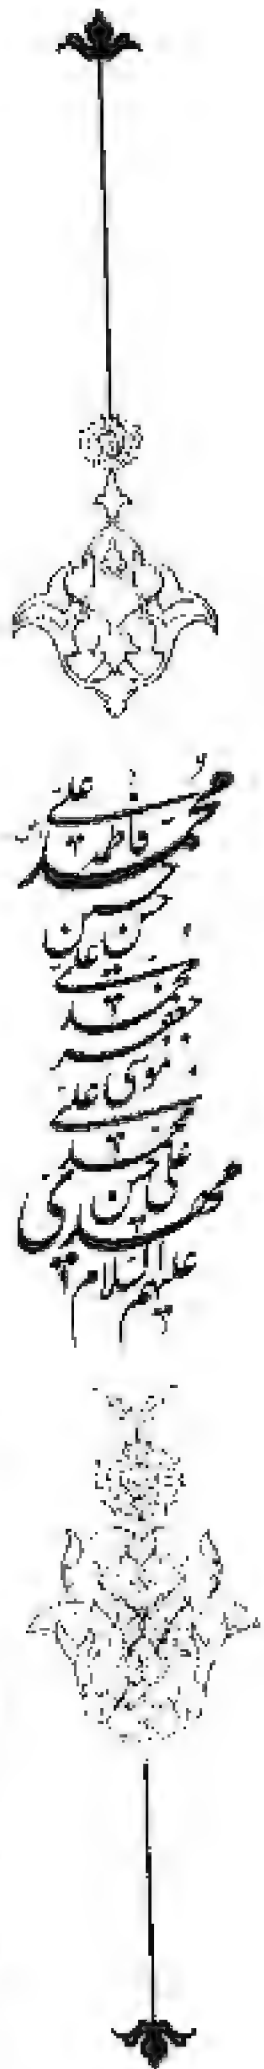 محمد علی
فاطمه
حسن
حسین علی
محمد
جعفر
موسی علی
محمد
علی حسن
مهدی
علیهم السلام